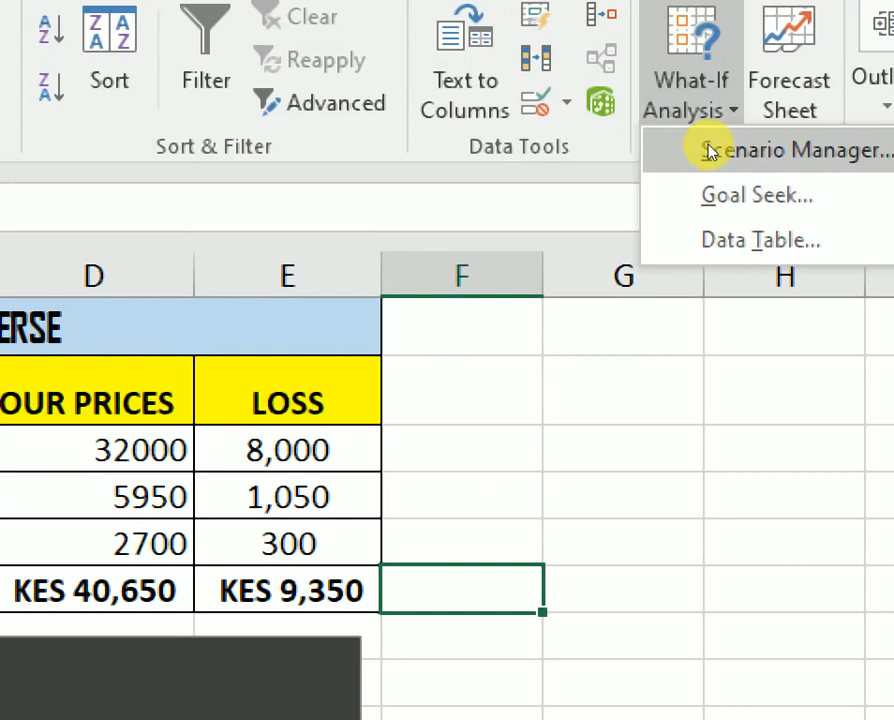 A
Z
Z
A
Z A
A Z
Sort
Filter
Clear
Reapply
Advanced
Text to
Columns
What-If
Analysis
Forecast
Sheet
Sort & Filter
Data Tools
Scenario Manager...
Goal Seek...
Data Table...
D E F G H
OUR PRICES LOSS
32000 8,000
5950 1,050
2700 300
KES 40,650 KES 9,350